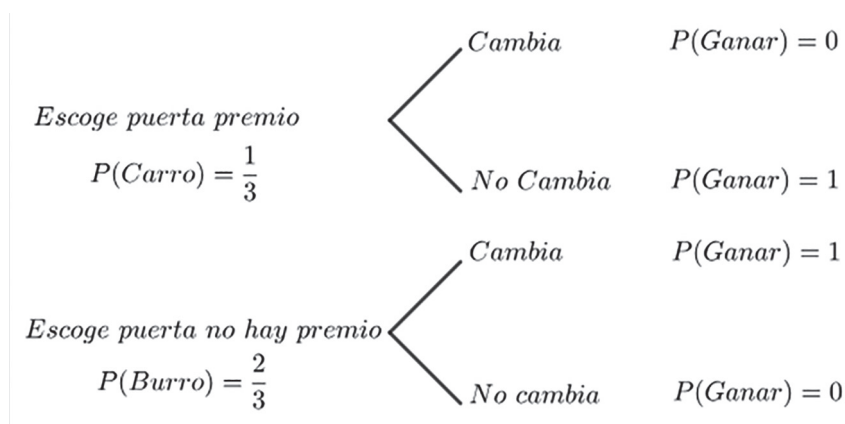 Cambia P(Ganar) = 0
Escoge puerta premio
P(Carro) = 1/3
No Cambia P(Ganar) = 1
Cambia P(Ganar) = 1
Escoge puerta no hay premio
P(Burro) = 2/3
No cambia P(Ganar) = 0